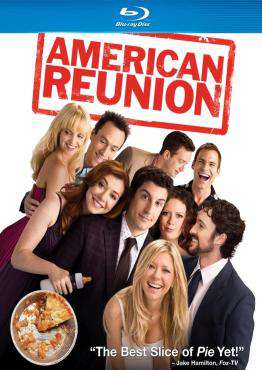 Blu-ray Disc
AMERICAN
REUNION
“The Best Slice of Pie Yet!”
– Jake Hamilton, Fox-TV